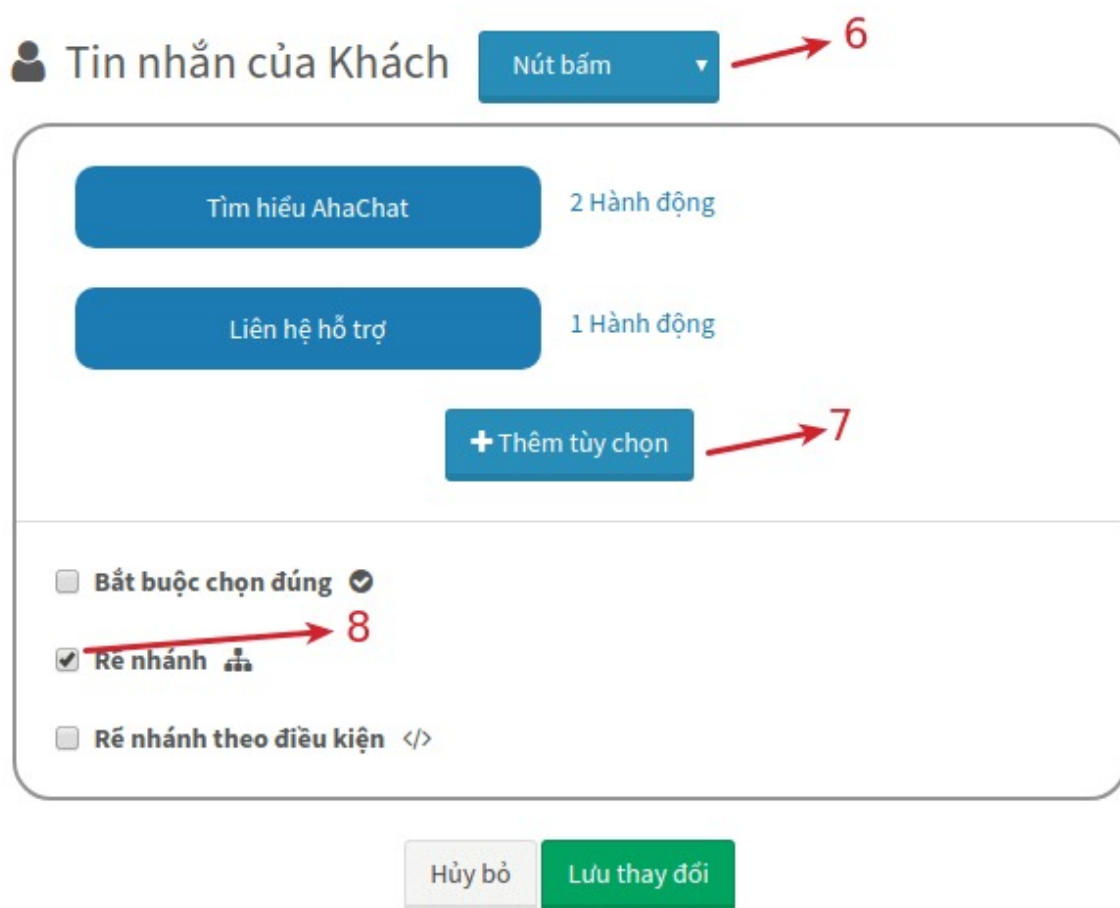 Tin nhắn của Khách Nút bấm 6
Tìm hiểu AhaChat 2 Hành động
Liên hệ hỗ trợ 1 Hành động
+ Thêm tùy chọn 7
Bắt buộc chọn đúng
8
Rẽ nhánh
Rẽ nhánh theo điều kiện </>
Hủy bỏ Lưu thay đổi